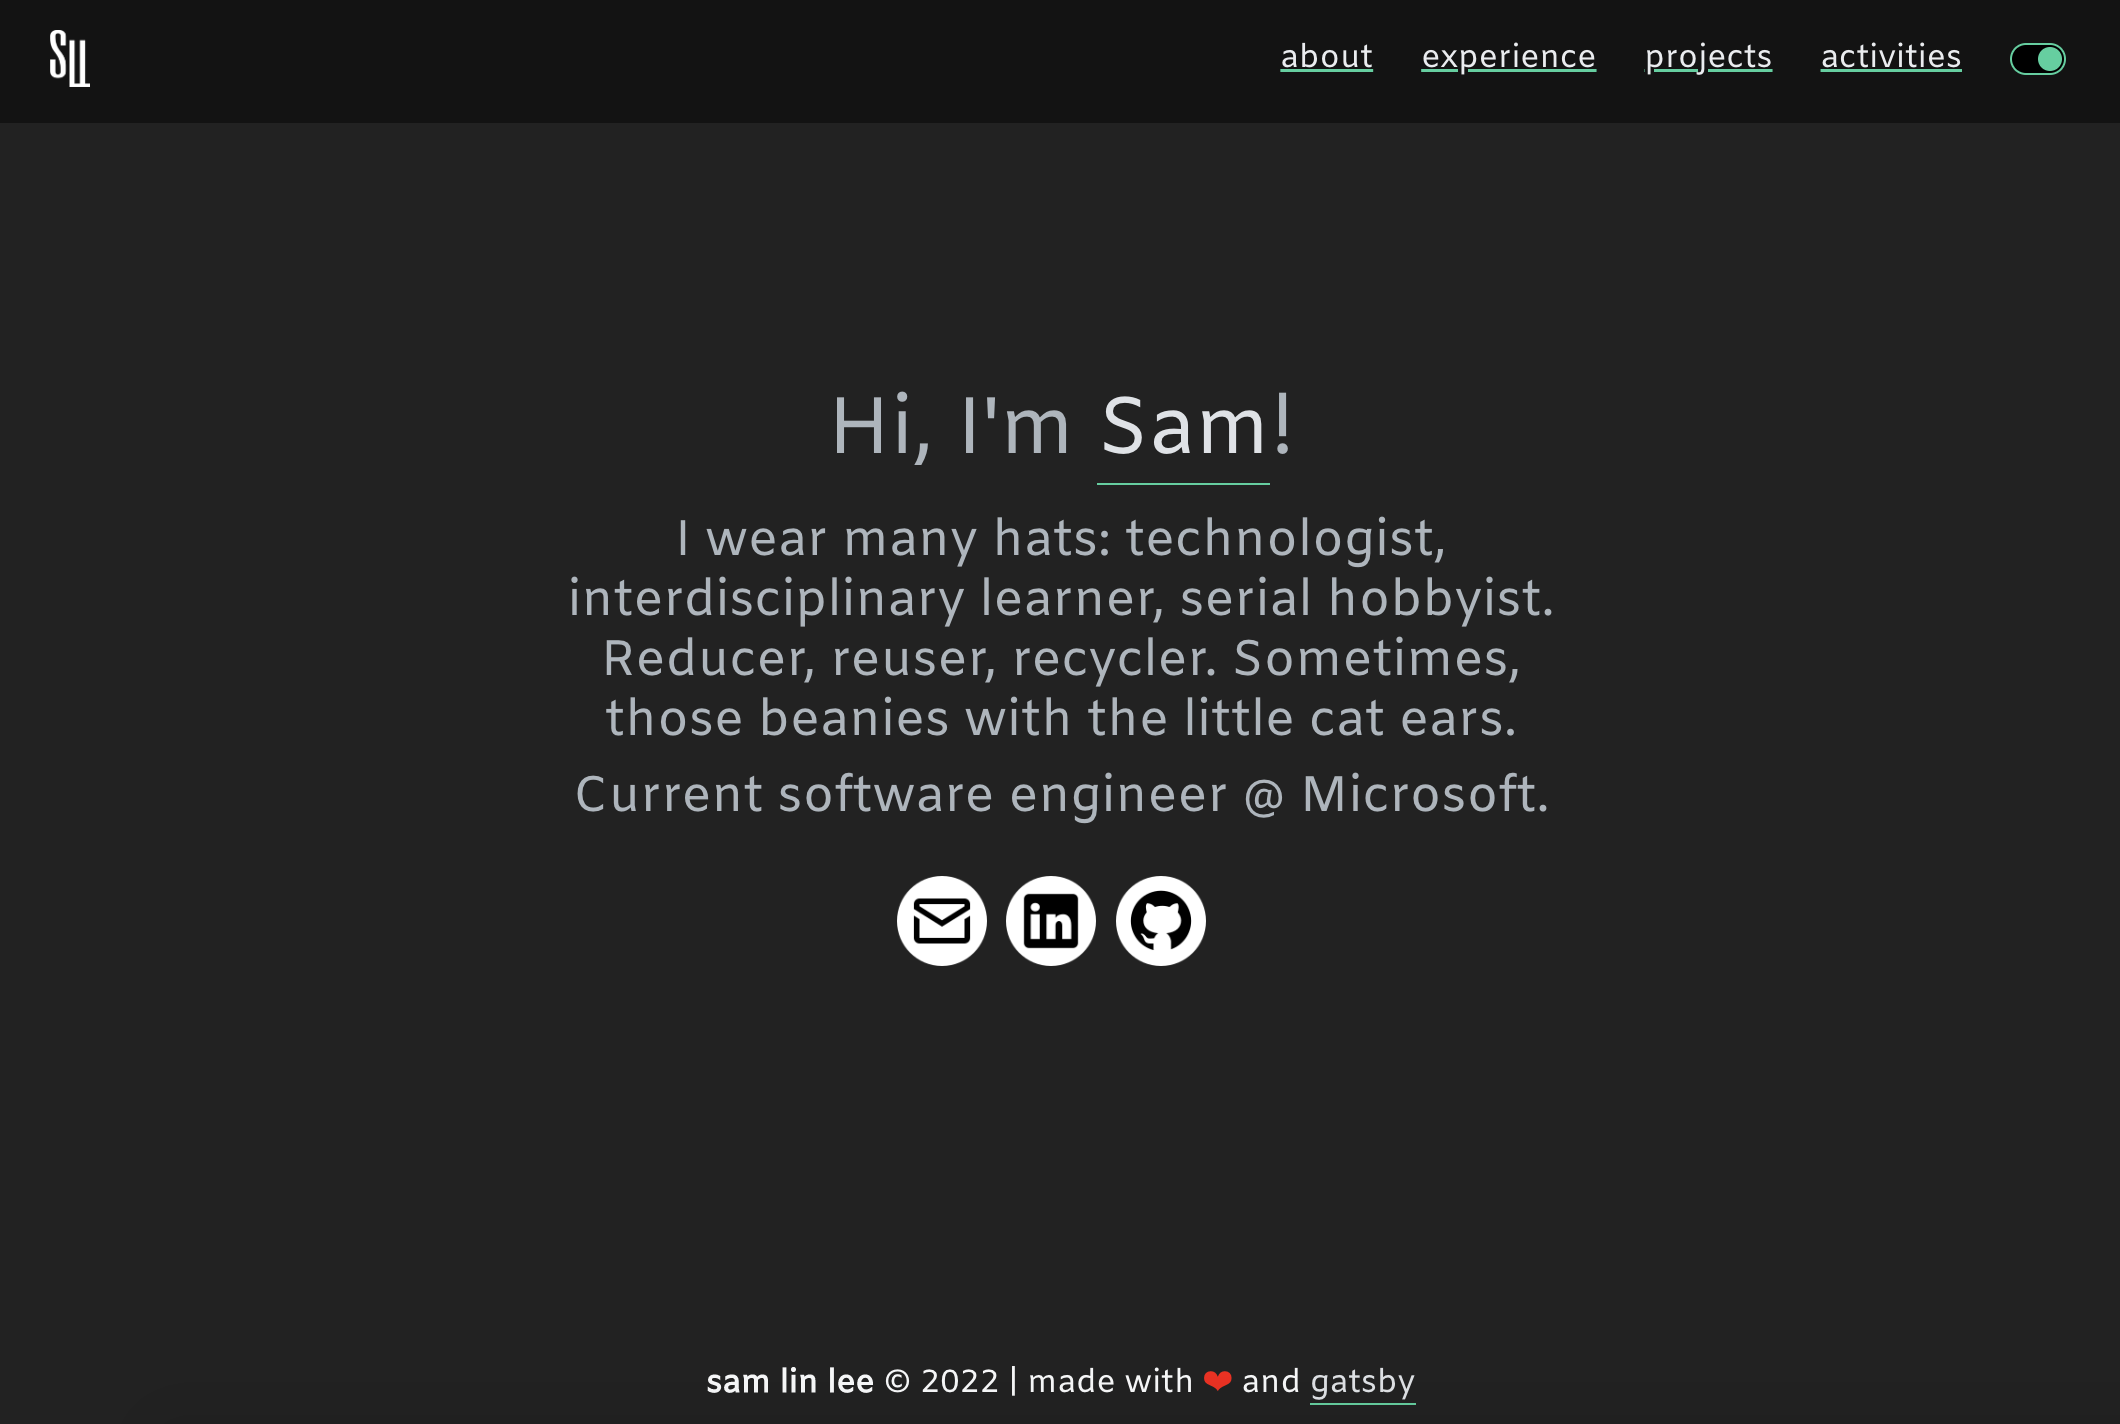 SLL
about experience projects activities
Hi, I'm Sam!
I wear many hats: technologist,
interdisciplinary learner, serial hobbyist.
Reducer, reuser, recycler. Sometimes,
those beanies with the little cat ears.
Current software engineer @ Microsoft.
in
sam lin lee © 2022 | made with ❤ and gatsby